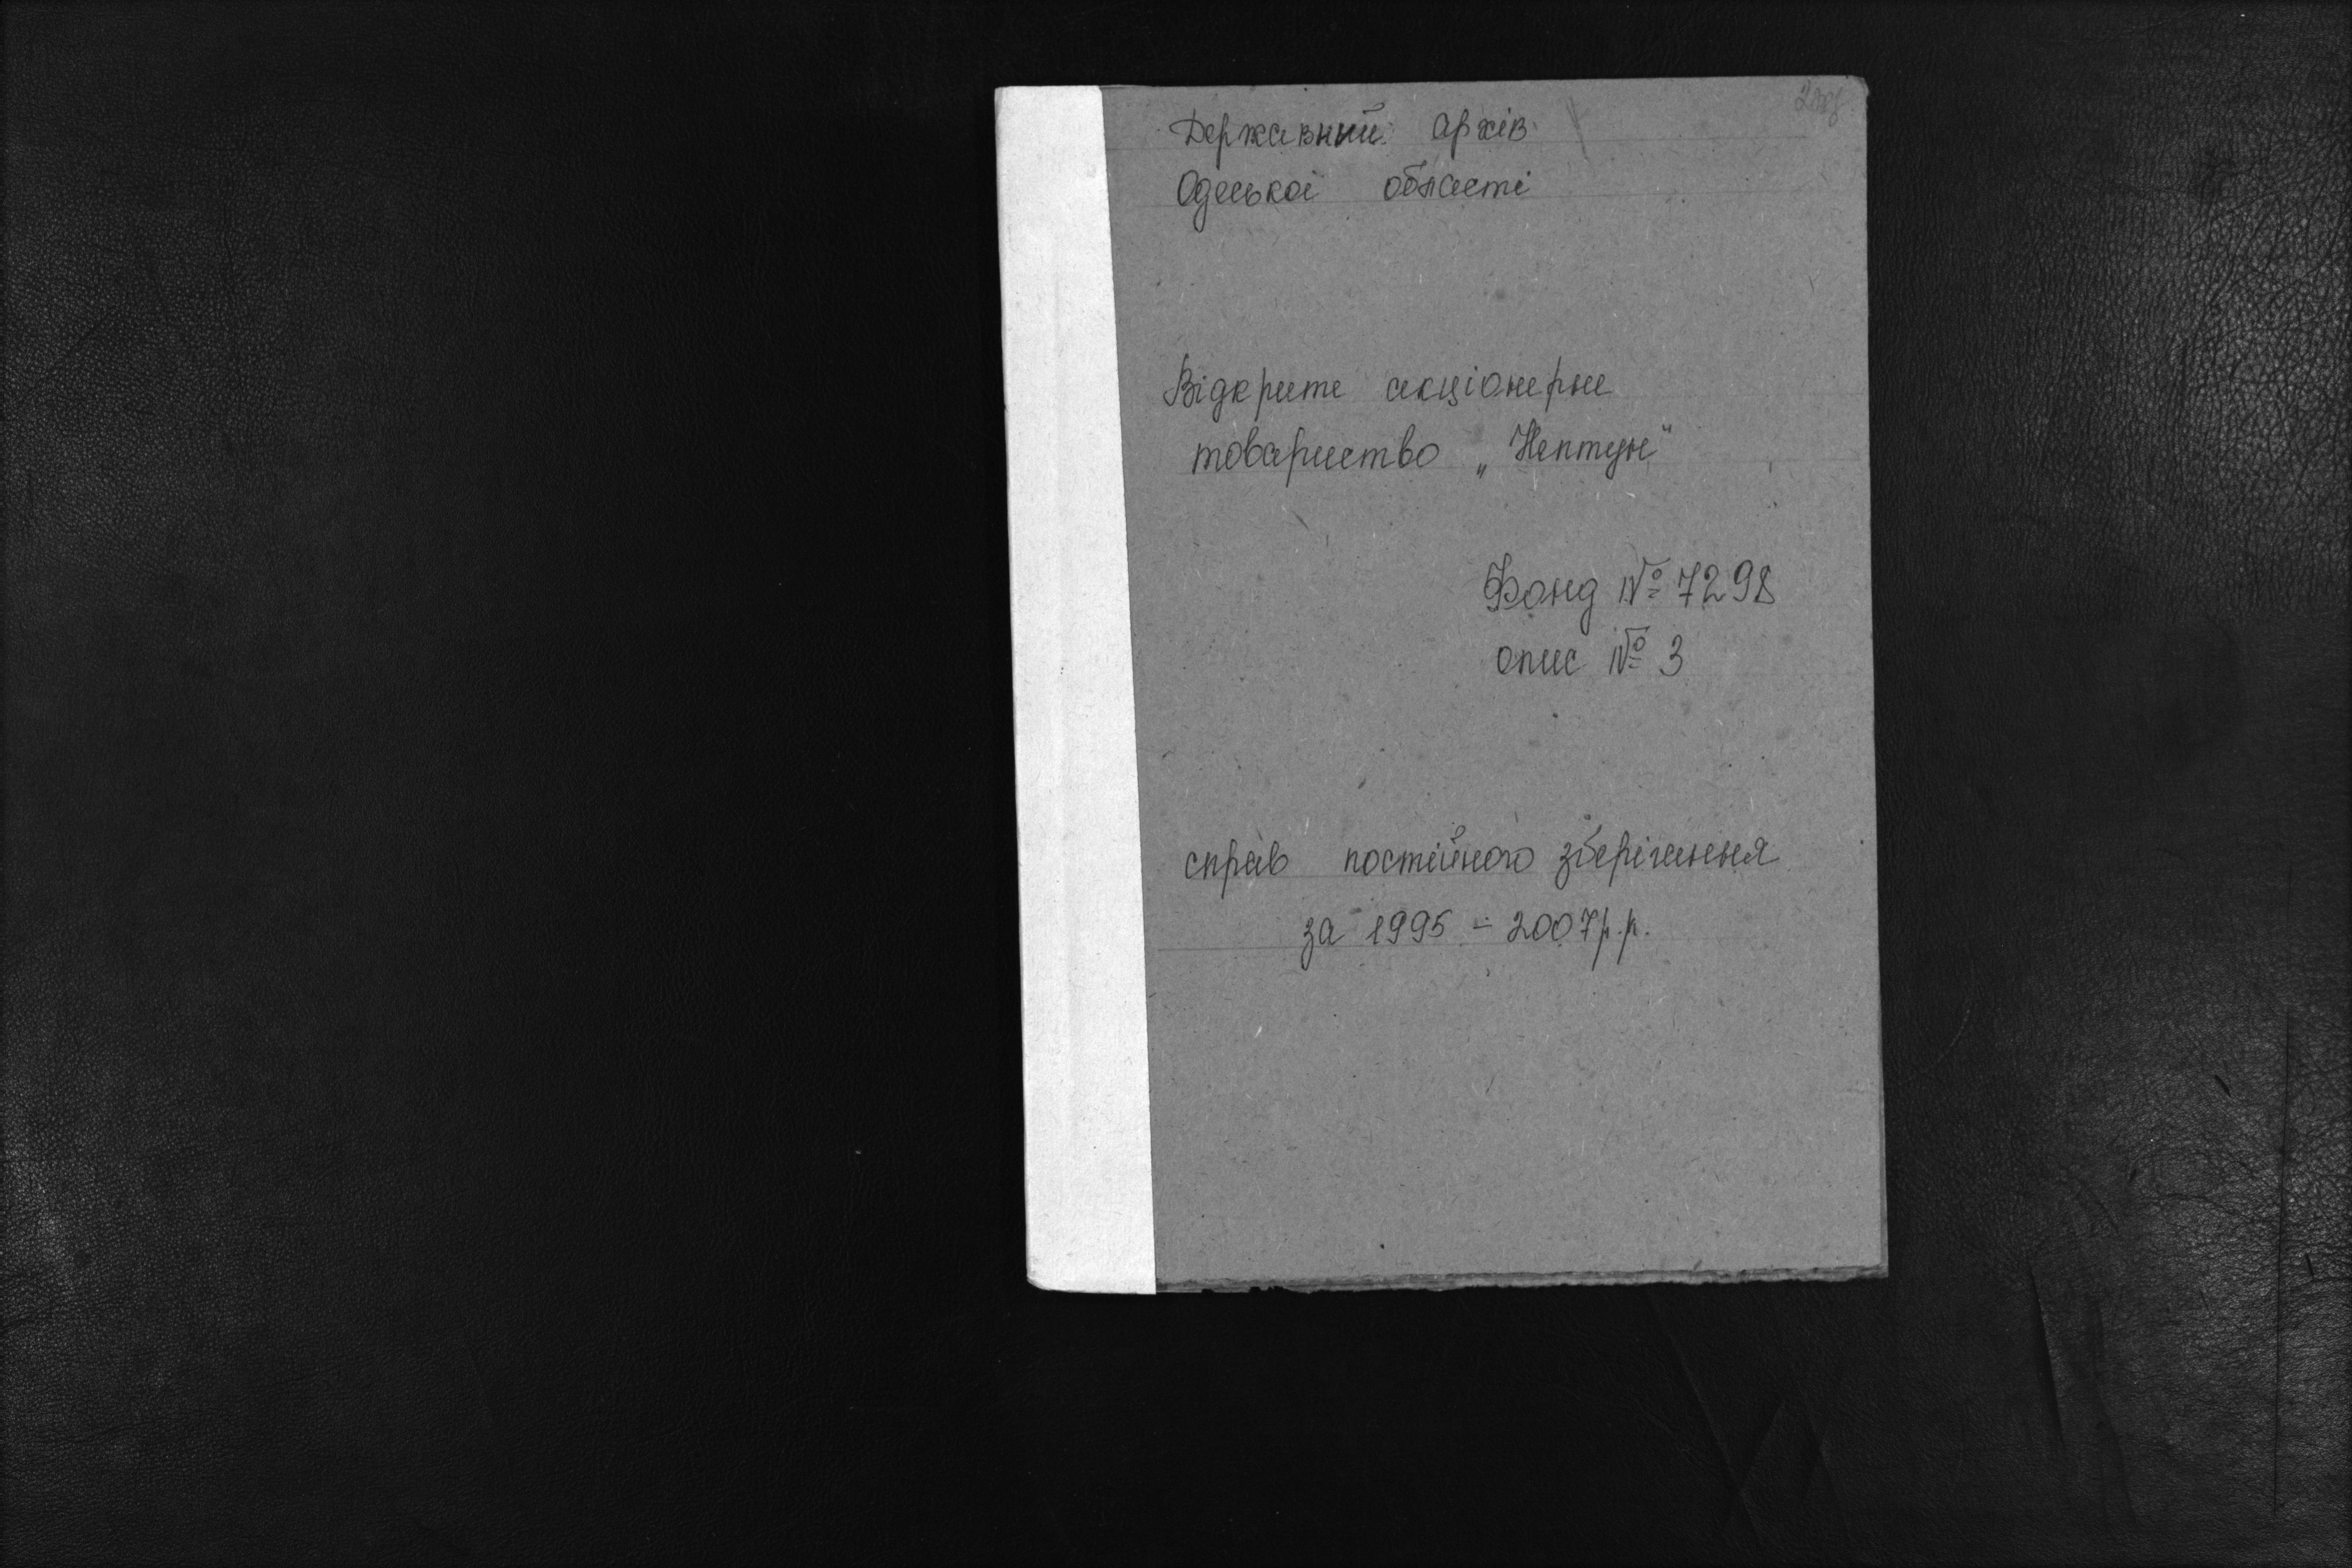 Державний архів
Одеської області
Відкрите акціонерне
товариство „Нептун"
Фонд № 7298
опис № 3
справ постійного зберігання
за 1995 - 2007 р.р.